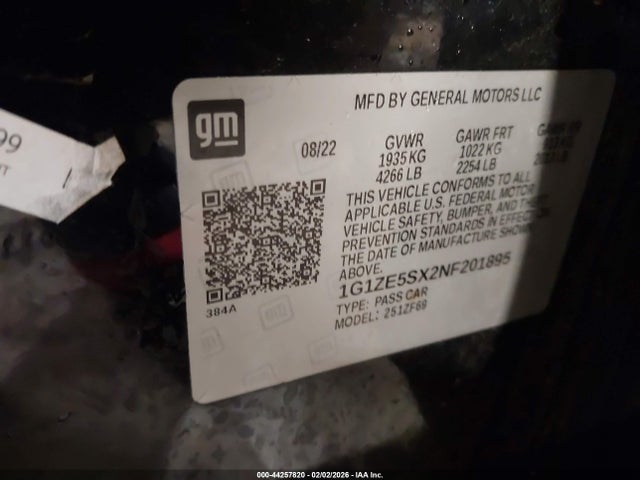 99
gm
MFD BY GENERAL MOTORS LLC
08/22
GVWR
1935 KG
4266 LB
GAWR FRT
1022 KG
2254 LB
THIS VEHICLE CONFORMS TO ALL
APPLICABLE U.S. FEDERAL MOTOR
VEHICLE SAFETY, BUMPER, AND THEFT
PREVENTION STANDARDS IN EFFECT ON
THE DATE OF MANUFACTURE SHOWN
ABOVE.
1G1ZE5SX2NF201895
TYPE: PASS CAR
MODEL: 251ZF69
384A
000-44257820 - 02/02/2026 - IAA Inc.